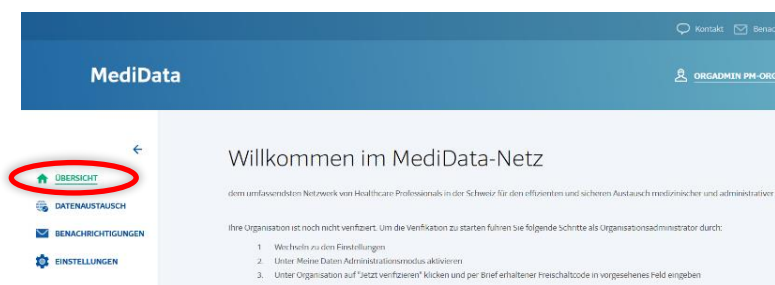 Kontakt Benac
MediData
ORGADMIN PM-ORG
Willkommen im MediData-Netz
ÜBERSICHT
dem umfassendsten Netzwerk von Healthcare Professionals in der Schweiz für den effizienten und sicheren Austausch medizinischer und administrativer
DATENAUSTAUSCH
Ihre Organisation ist noch nicht verifiziert. Um die Verifikation zu starten führen Sie folgende Schritte als Organisationsadministrator durch:
BENACHRICHTIGUNGEN
1. Wechseln zu den Einstellungen
2. Unter Meine Daten Administrationsmodus aktivieren
EINSTELLUNGEN
3. Unter Organisation auf "Jetzt verifizieren" klicken und per Brief erhaltener Freischaltcode in vorgesehenes Feld eingeben